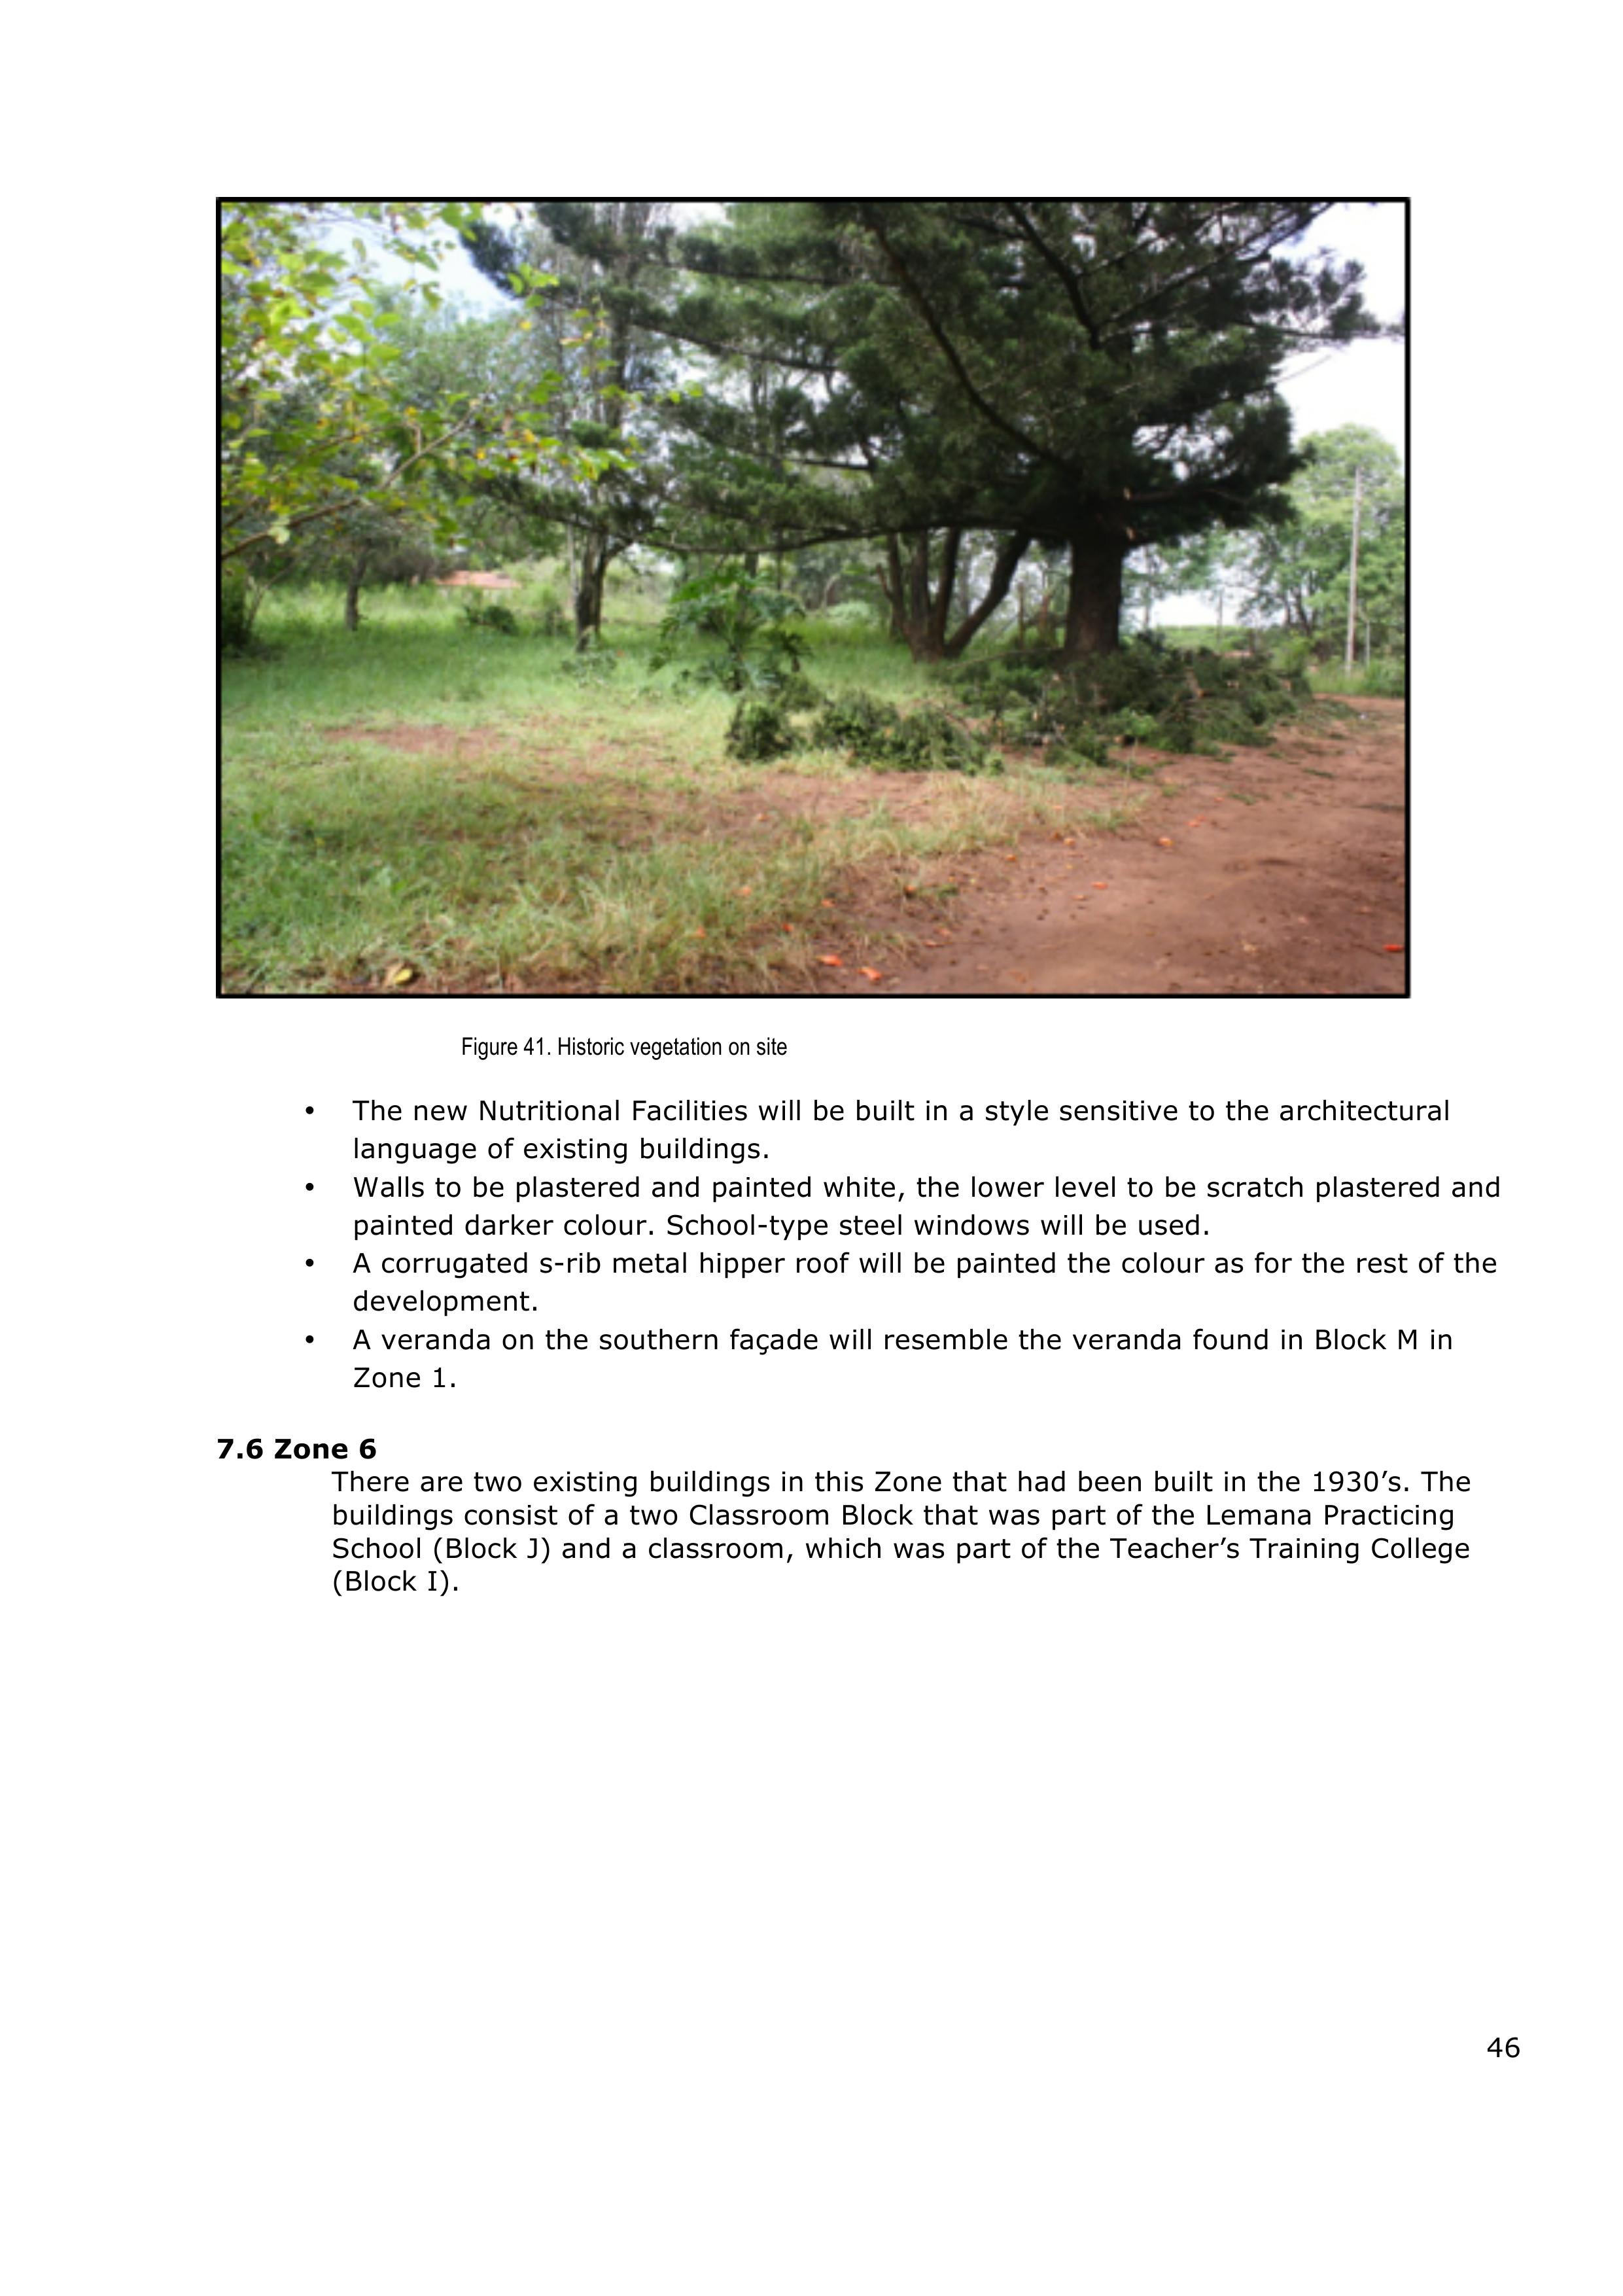 Figure 41. Historic vegetation on site
• The new Nutritional Facilities will be built in a style sensitive to the architectural
language of existing buildings.
• Walls to be plastered and painted white, the lower level to be scratch plastered and
painted darker colour. School-type steel windows will be used.
• A corrugated s-rib metal hipper roof will be painted the colour as for the rest of the
development.
• A veranda on the southern façade will resemble the veranda found in Block M in
Zone 1.
7.6 Zone 6
There are two existing buildings in this Zone that had been built in the 1930’s. The
buildings consist of a two Classroom Block that was part of the Lemana Practicing
School (Block J) and a classroom, which was part of the Teacher’s Training College
(Block I).
46